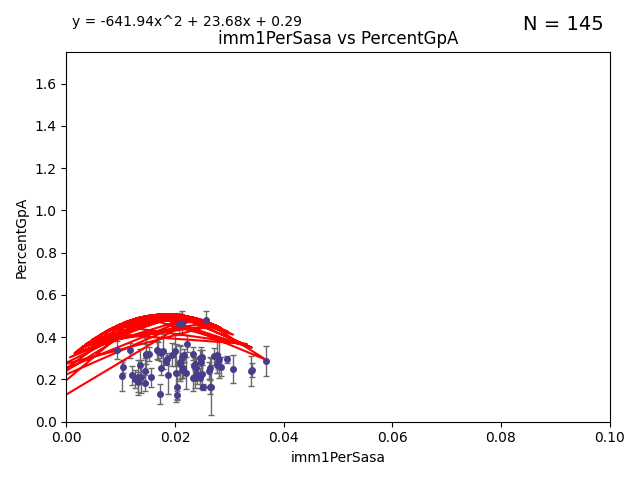 y = -641.94x^2 + 23.68x + 0.29
N = 145
imm1PerSasa vs PercentGpA
PercentGpA
1.6
1.4
1.2
1.0
0.8
0.6
0.4
0.2
0.0
0.00 0.02 0.04 0.06 0.08 0.10
imm1PerSasa